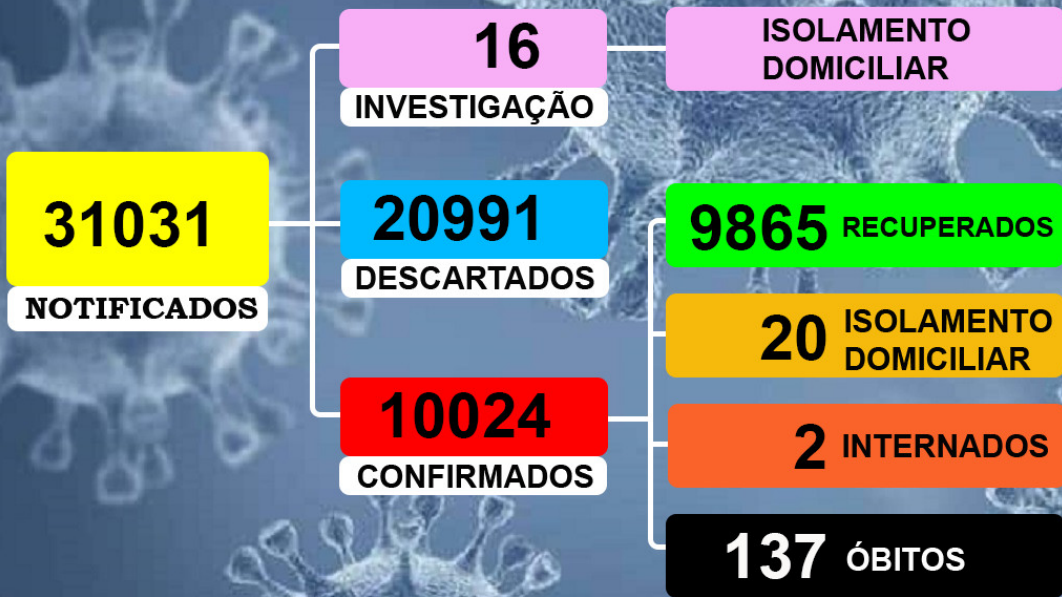 31031
NOTIFICADOS
16
INVESTIGAÇÃO
ISOLAMENTO
DOMICILIAR
20991
DESCARTADOS
10024
CONFIRMADOS
9865 RECUPERADOS
20 ISOLAMENTO
DOMICILIAR
2 INTERNADOS
137 ÓBITOS